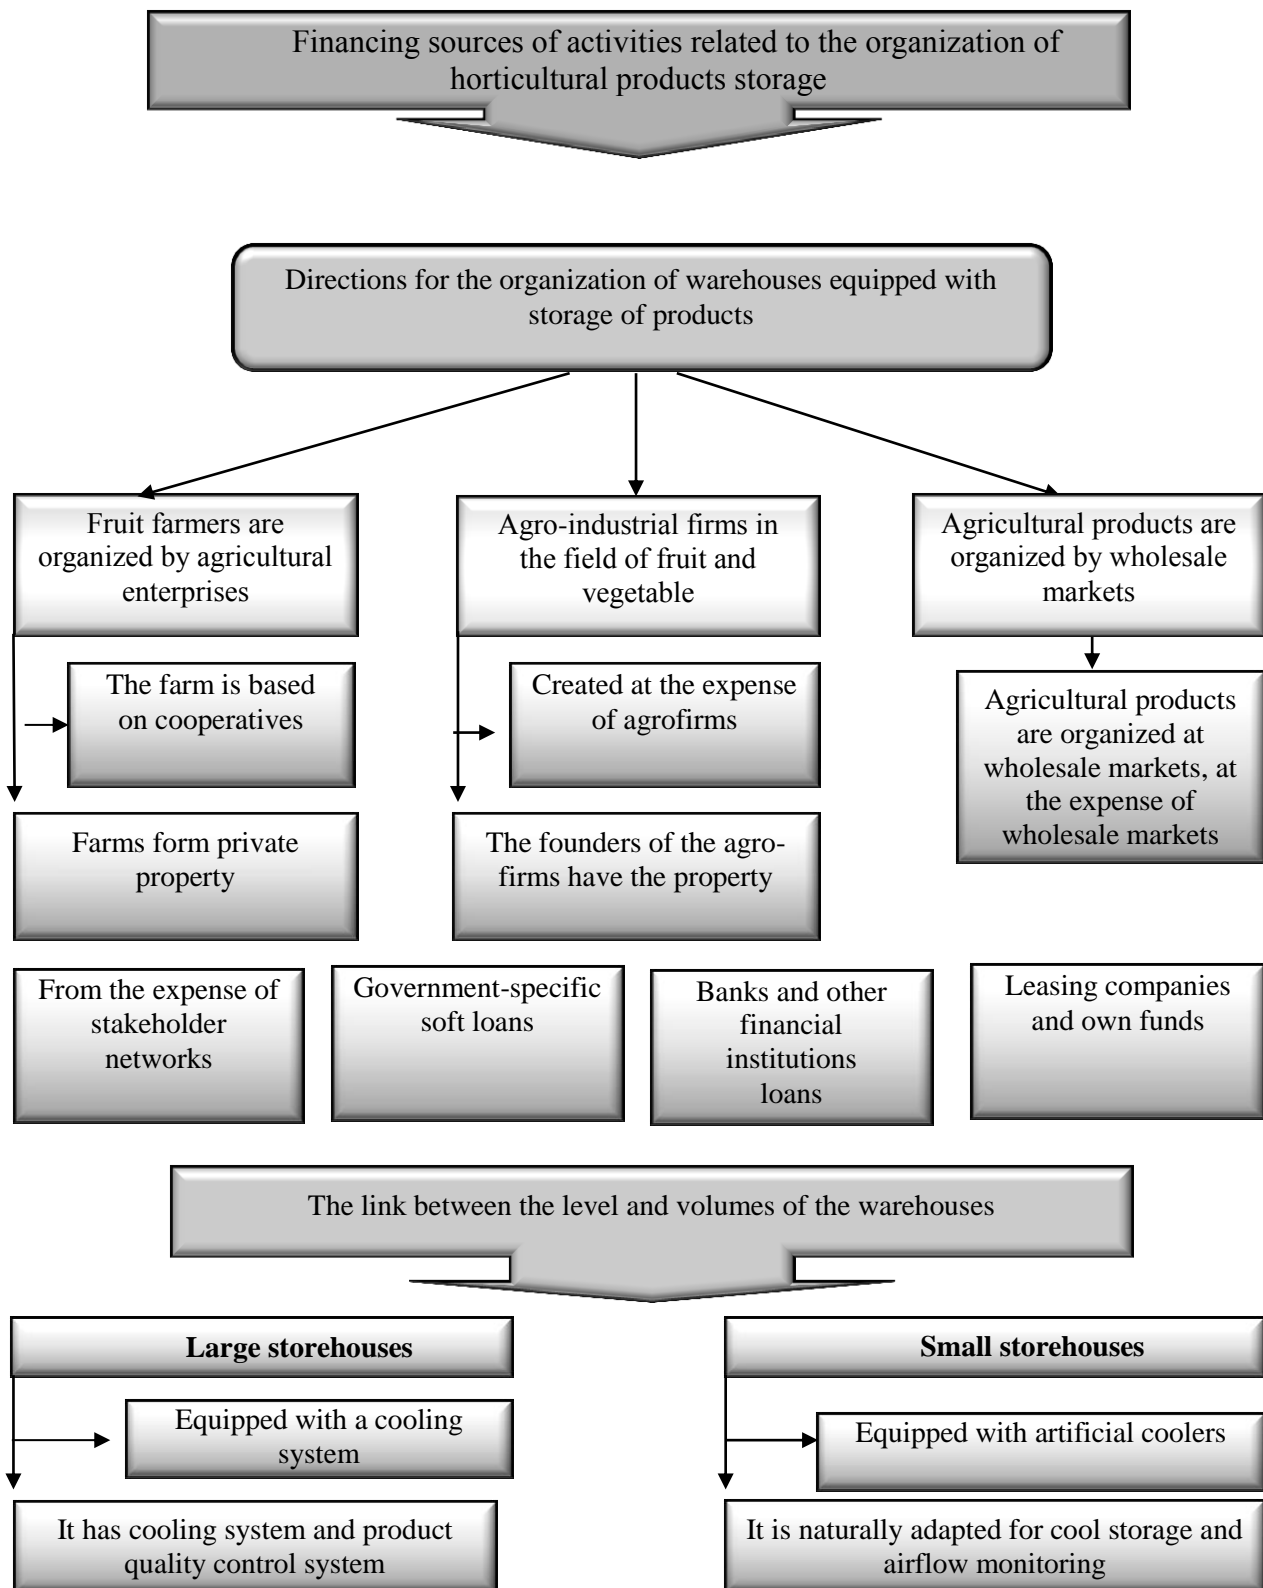 Financing sources of activities related to the organization of
horticultural products storage
Directions for the organization of warehouses equipped with
storage of products
Fruit farmers are
organized by agricultural
enterprises
Agro-industrial firms in
the field of fruit and
vegetable
Agricultural products are
organized by wholesale
markets
The farm is based
on cooperatives
Created at the expense
of agrofirms
Agricultural products
are organized at
wholesale markets, at
the expense of
wholesale markets
Farms form private
property
The founders of the agro-
firms have the property
From the expense of
stakeholder
networks
Government-specific
soft loans
Banks and other
financial
institutions
loans
Leasing companies
and own funds
The link between the level and volumes of the warehouses
Large storehouses
Small storehouses
Equipped with a cooling
system
Equipped with artificial coolers
It has cooling system and product
quality control system
It is naturally adapted for cool storage and
airflow monitoring